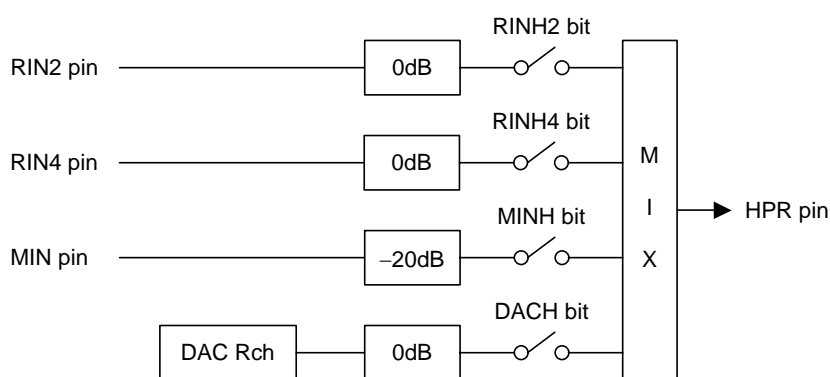 RINH2 bit
RIN2 pin 0dB
RINH4 bit
RIN4 pin 0dB
M
I
X
HPR pin
MINH bit
MIN pin −20dB
DACH bit
DAC Rch 0dB